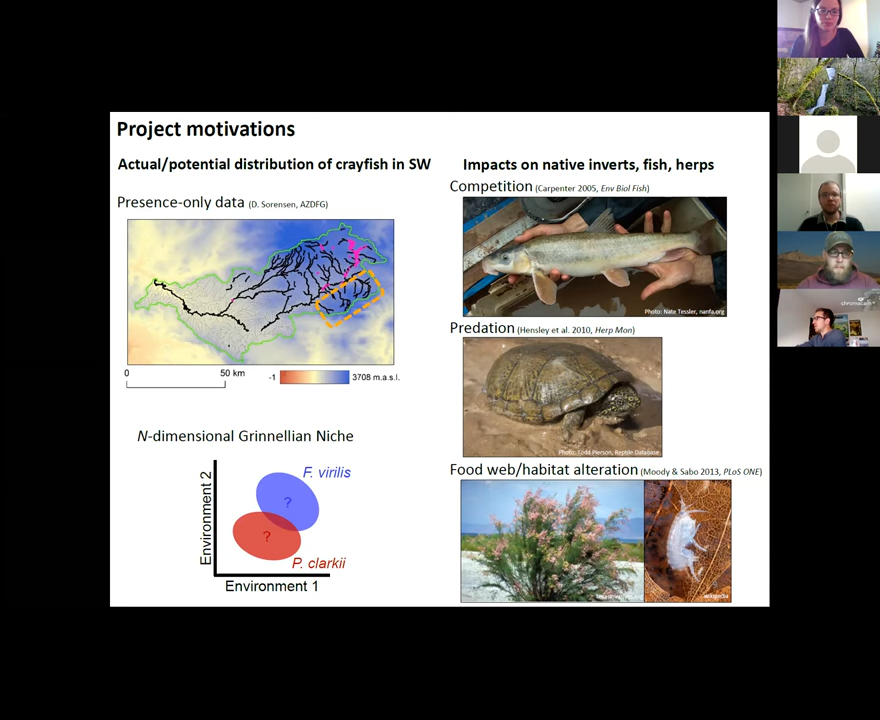 Project motivations
Actual/potential distribution of crayfish in SW
Presence-only data (D. Sorensen, AZDFG)
0 50 km
-1 3708 m.a.s.l.
N-dimensional Grinnellian Niche
Environment 2
F. virilis
?
?
P. clarkii
Environment 1
Impacts on native inverts, fish, herps
Competition (Carpenter 2005, Env Biol Fish)
Photo: Nate Tessler, nanfa.org
Predation (Hensley et al. 2010, Herp Mon)
Photo: Todd Pierson, Reptile Database
Food web/habitat alteration (Moody & Sabo 2013, PLoS ONE)
wikipedia
chromacam